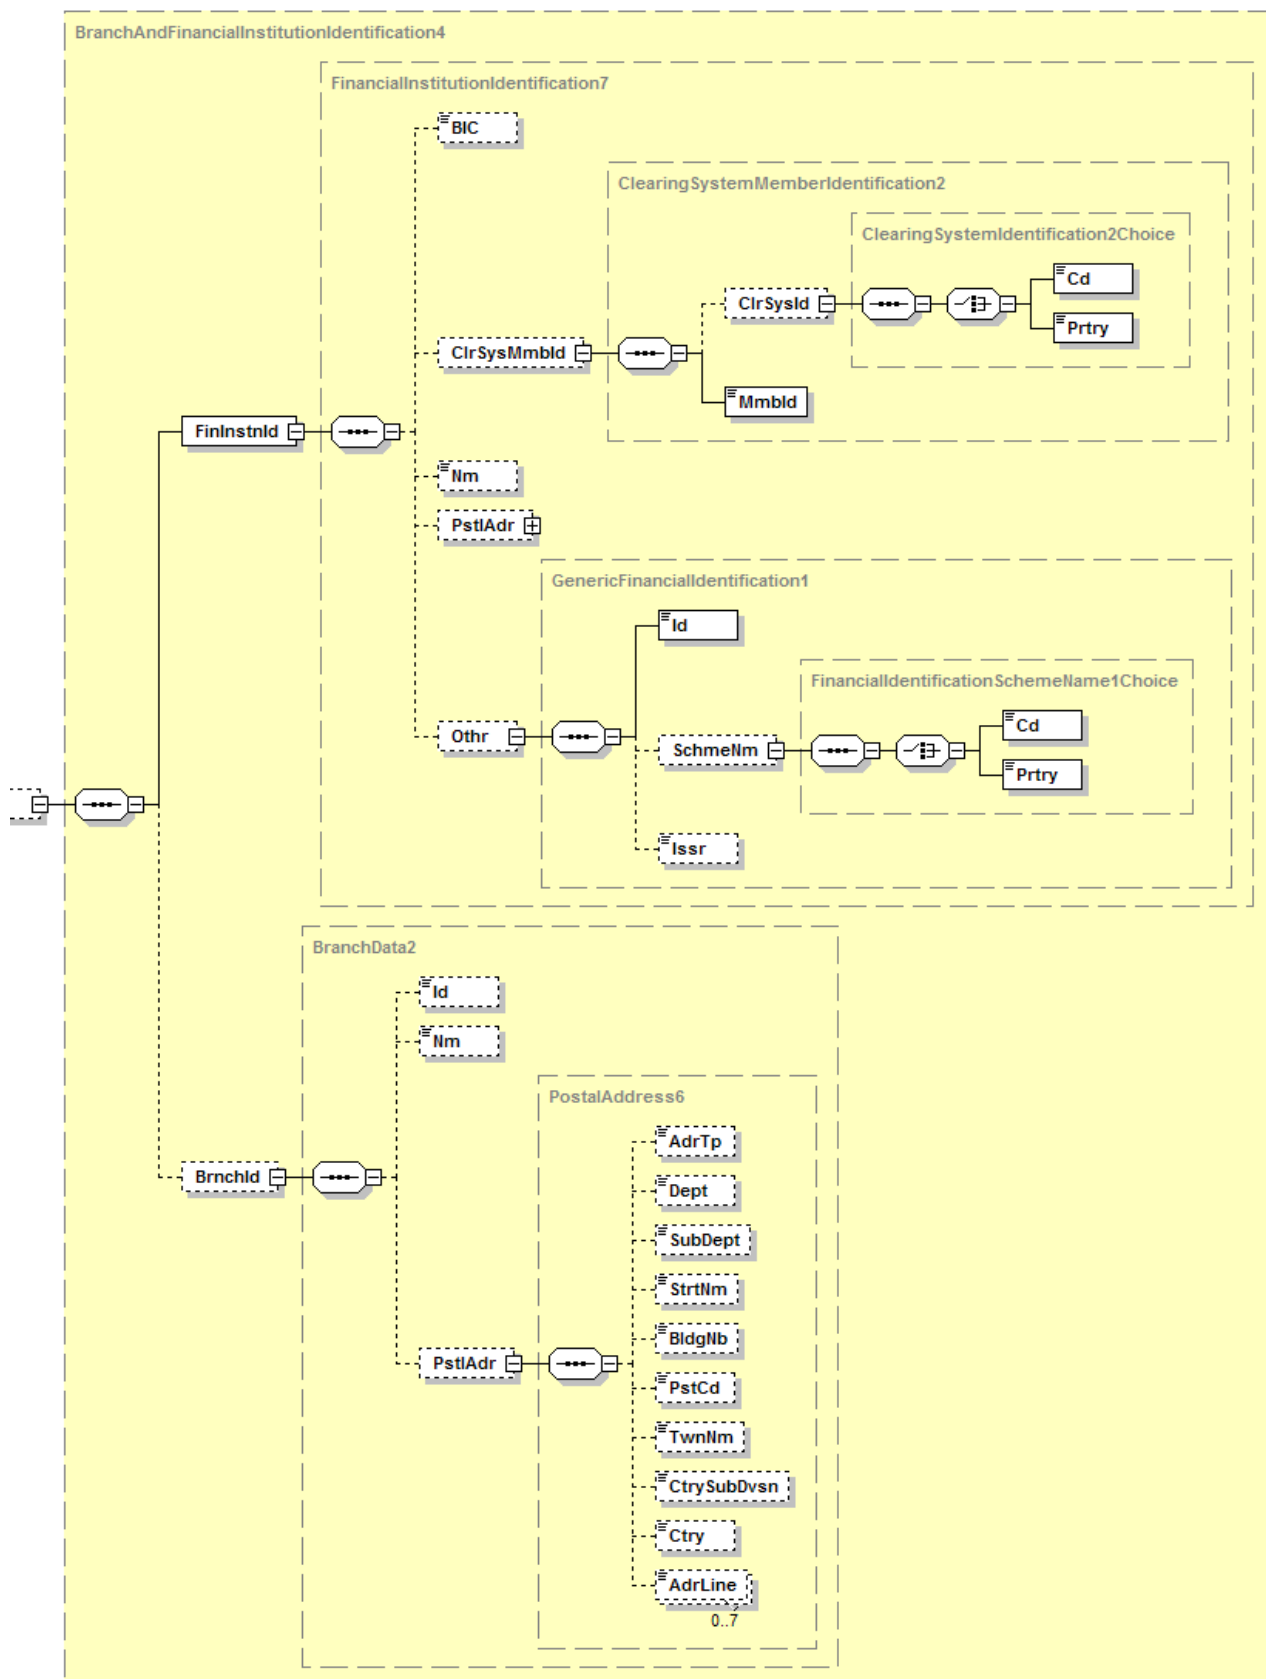 BranchAndFinancialInstitutionIdentification4
FinancialInstitutionIdentification7
BIC
ClearingSystemMemberIdentification2
ClearingSystemIdentification2Choice
Cd
ClrSysId
Prtry
ClrSysMmbId
MmbId
FinInstnId
Nm
PstlAdr
GenericFinancialIdentification1
Id
FinancialIdentificationSchemeName1Choice
Cd
Othr
SchmeNm
Prtry
Issr
BranchData2
Id
Nm
PostalAddress6
AdrTp
BrnchId
Dept
SubDept
StrtNm
BldgNb
PstlAdr
PstCd
TwnNm
CtrySubDvsn
Ctry
AdrLine
0..7